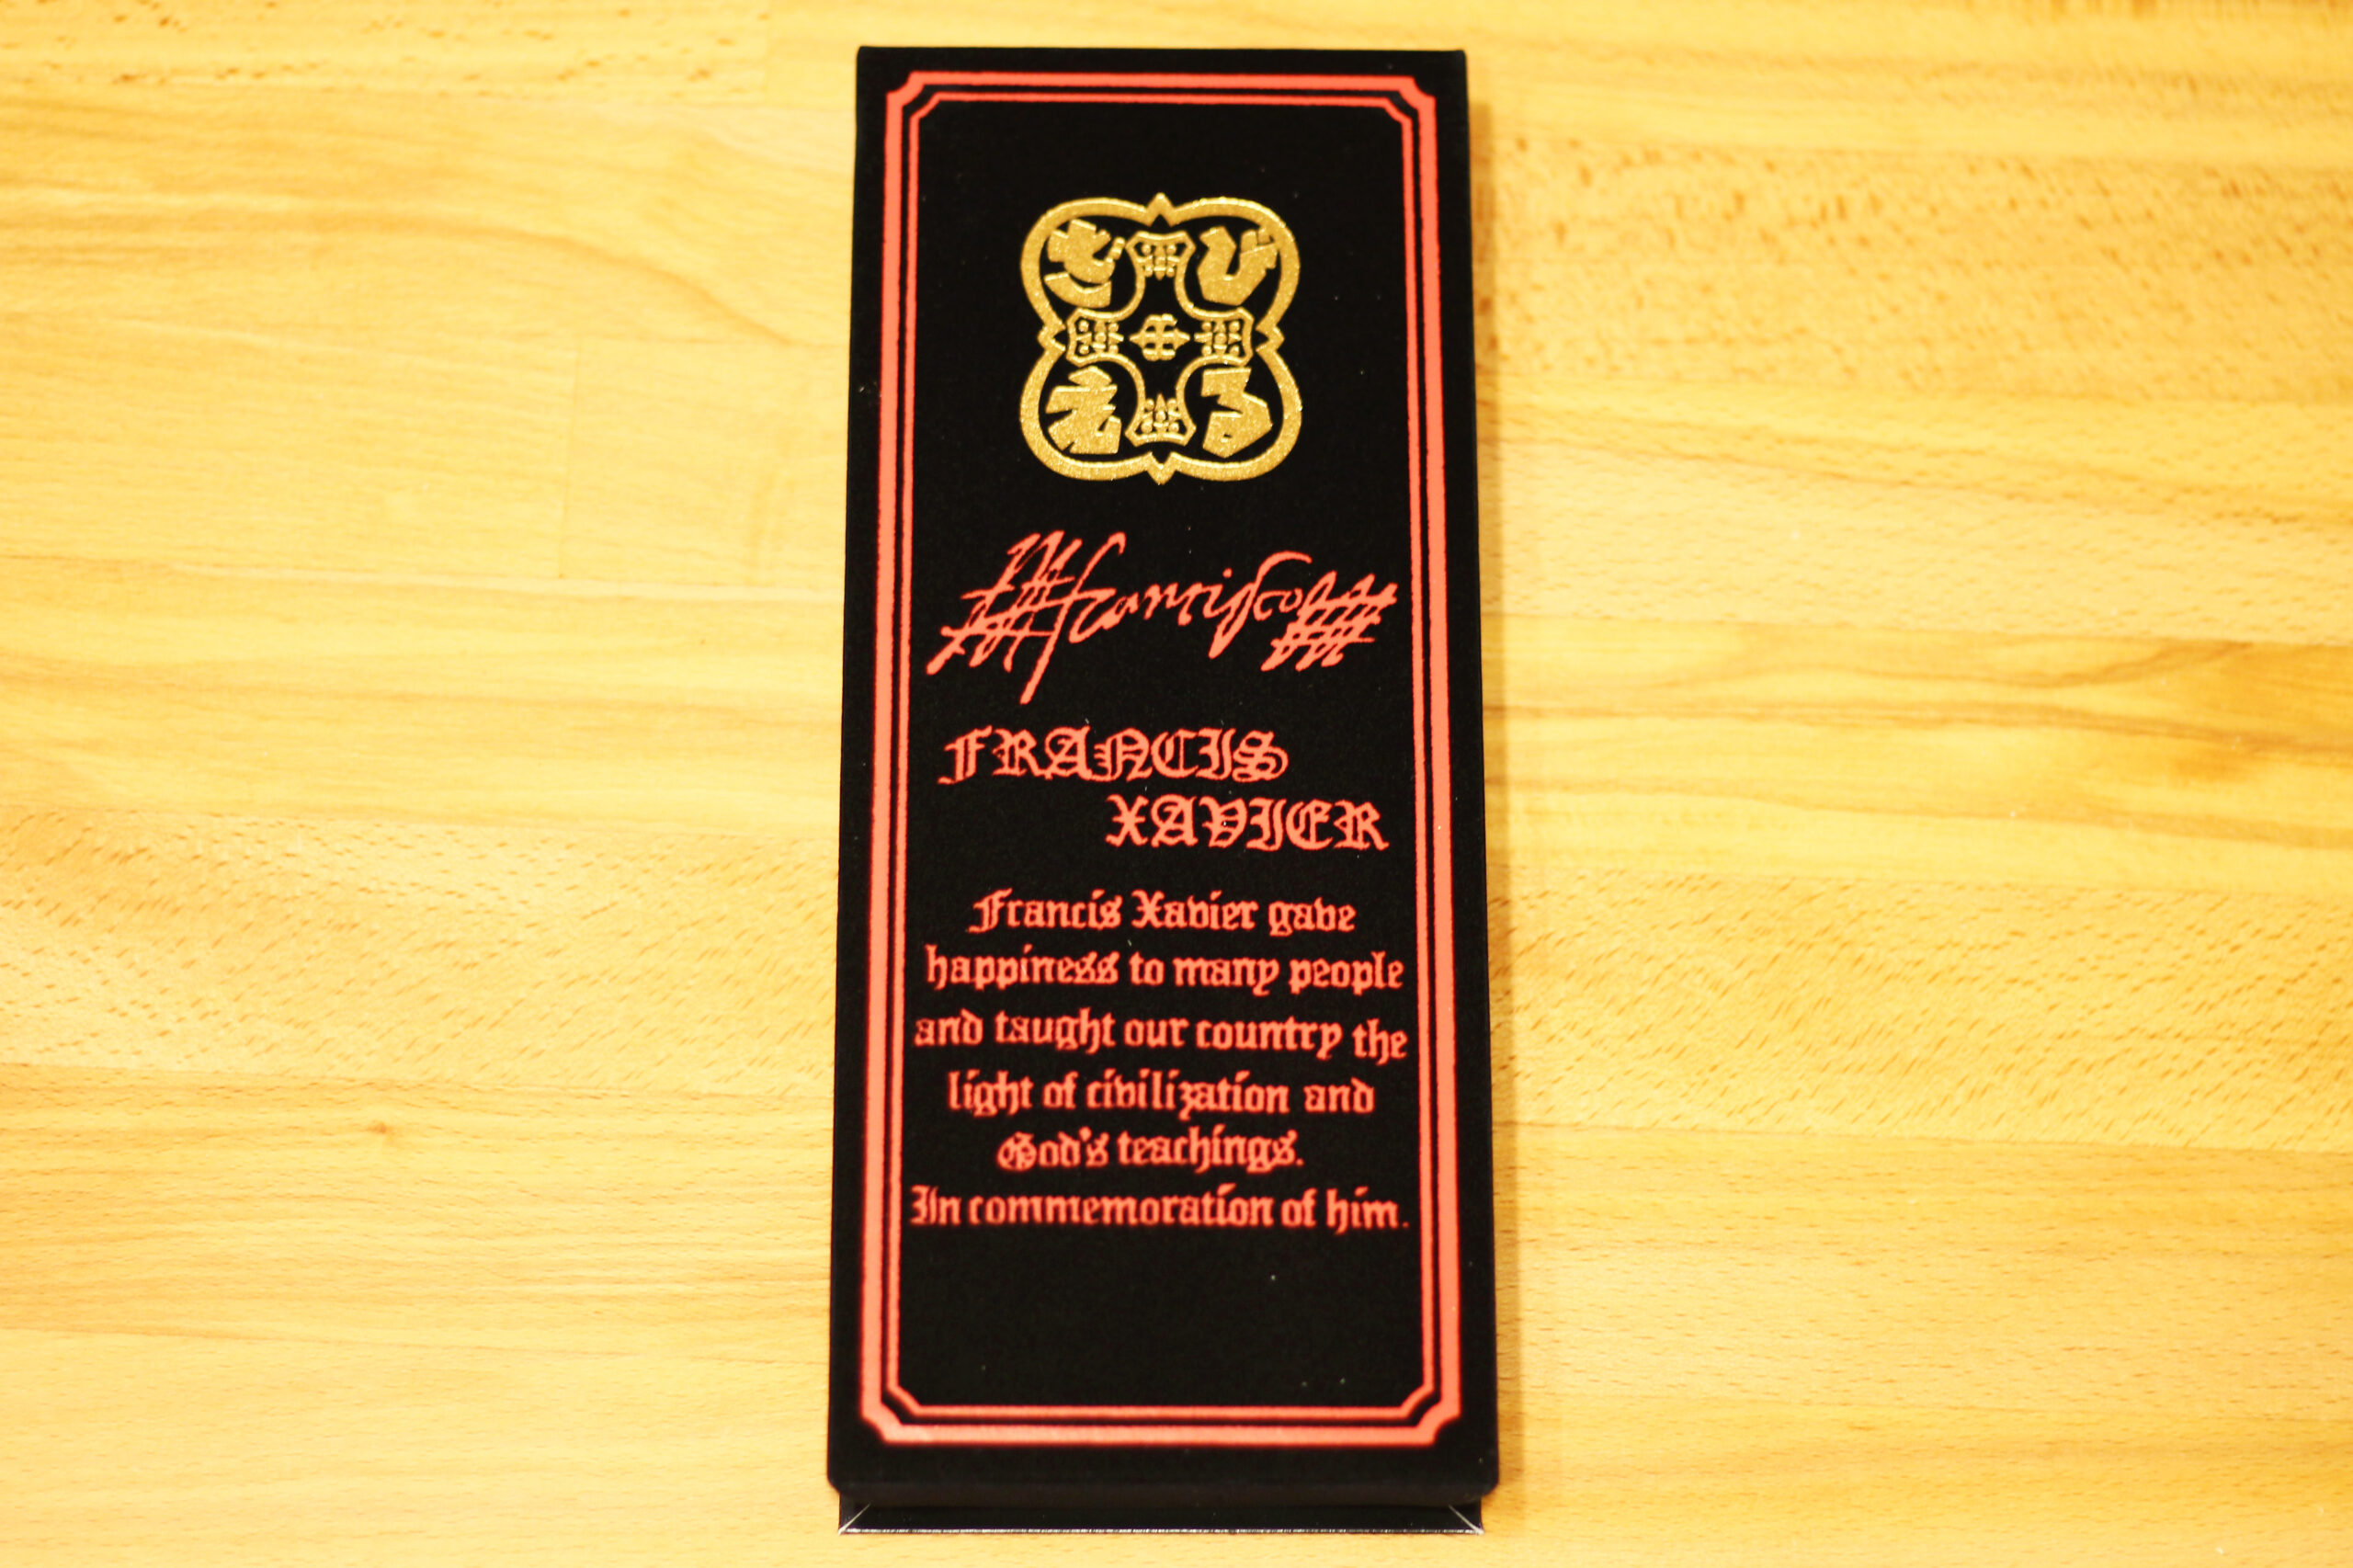 ざび
える
Francisco
FRANCIS
XAVIER
Francis Xavier gave
happiness to many people
and taught our country the
light of civilization and
God's teachings.
In commemoration of him.